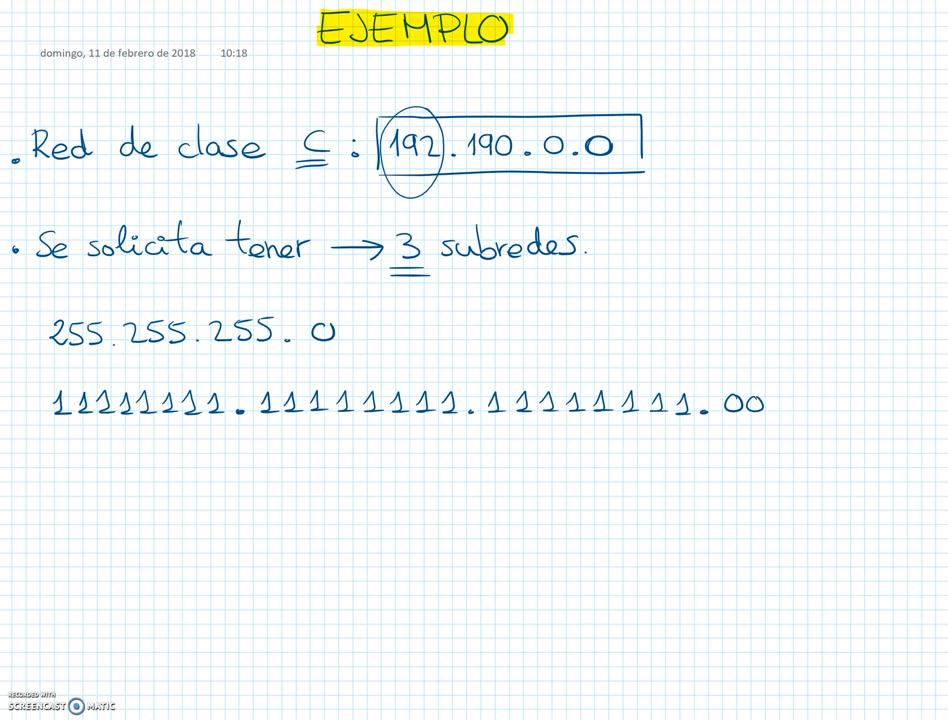 EJEMPLO
domingo, 11 de febrero de 2018 10:18
. Red de clase C : 192.190.0.0
. Se solicita tener → 3 subredes.
255.255.255.0
11111111.11111111.11111111.00
RECORDED WITH
SCREENCAST MATIC